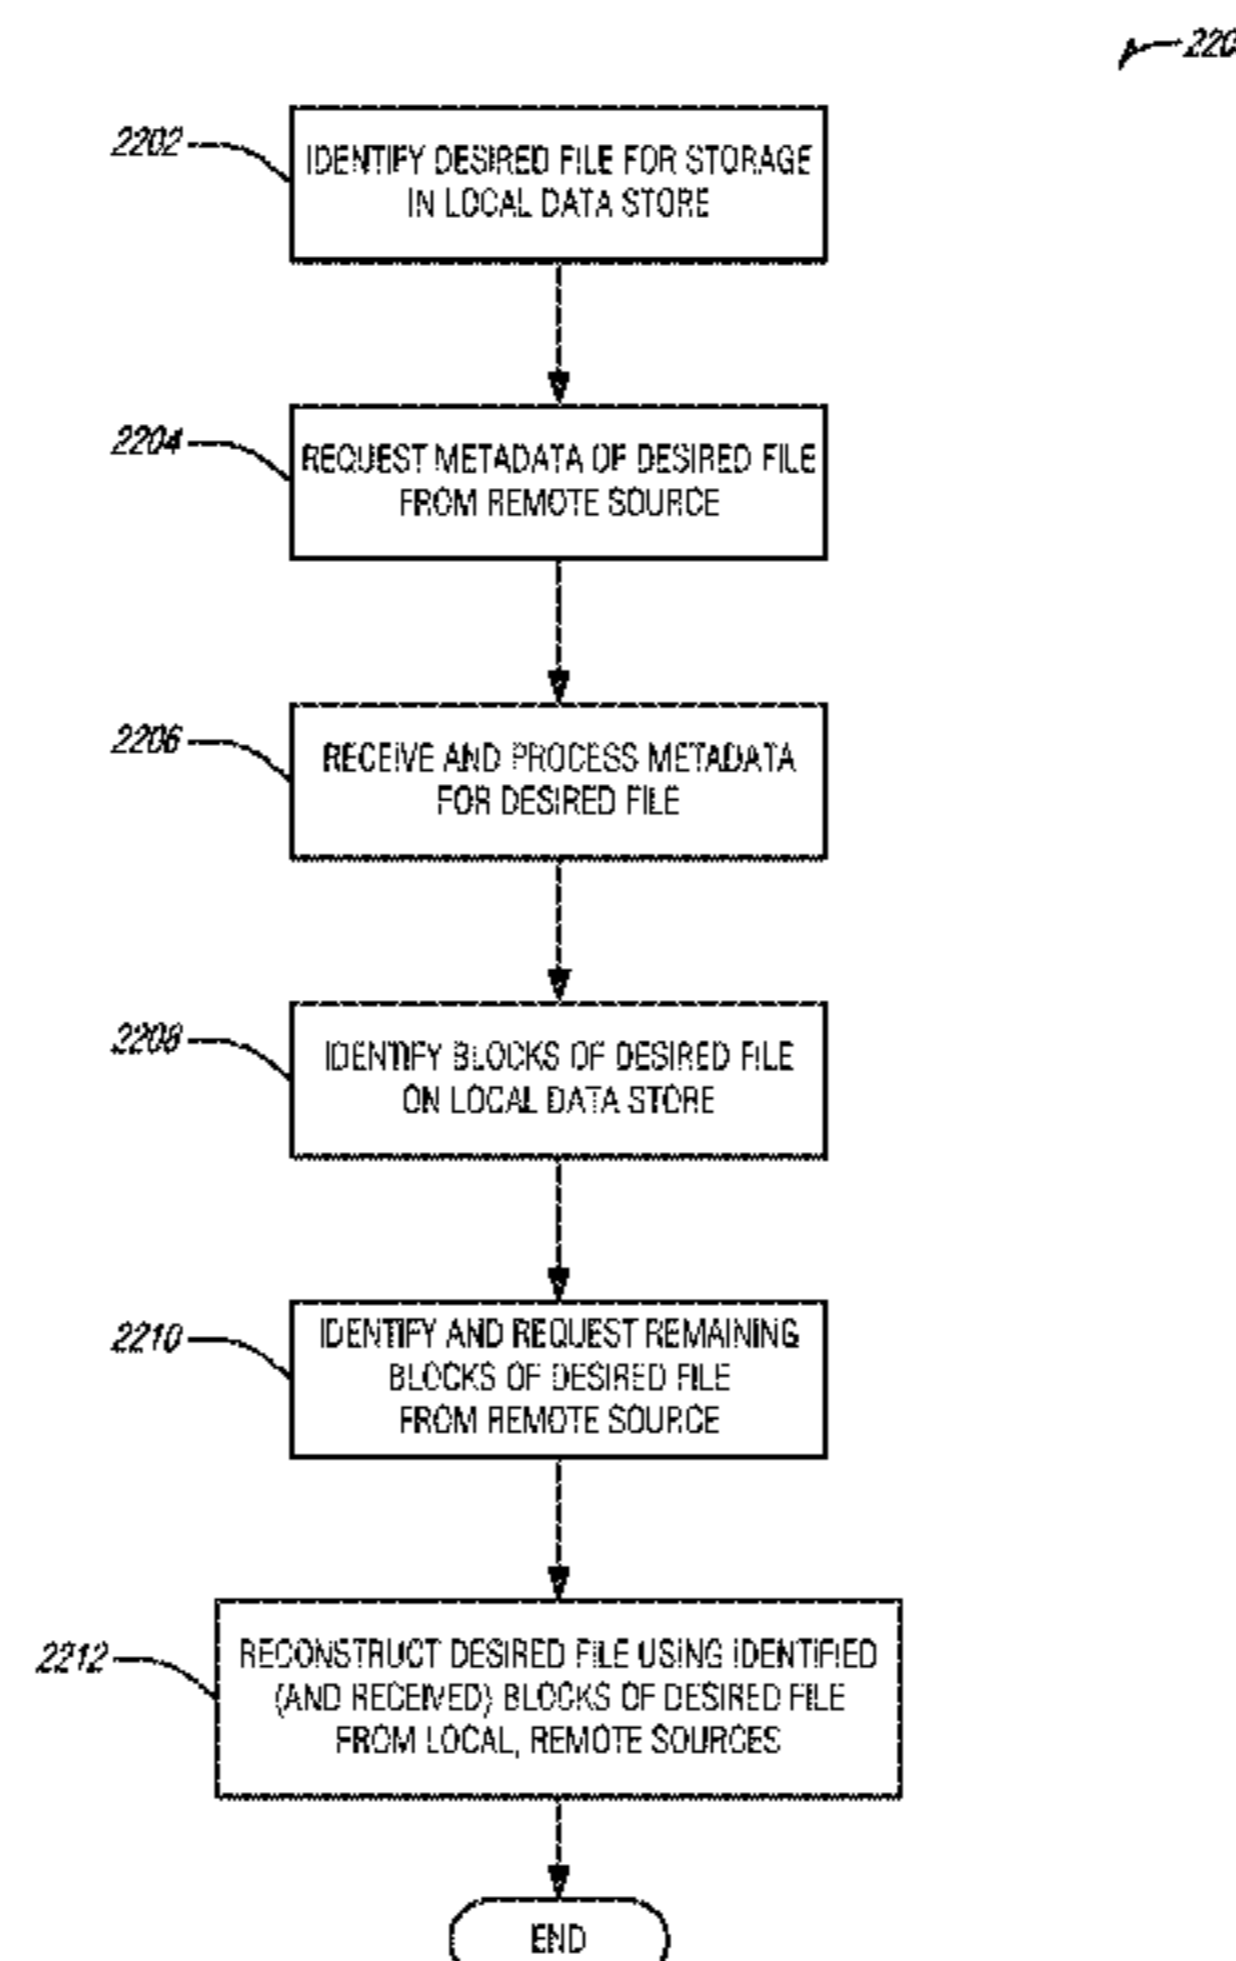 220
2202
IDENTIFY DESIRED FILE FOR STORAGE
IN LOCAL DATA STORE
2204
REQUEST METADATA OF DESIRED FILE
FROM REMOTE SOURCE
2206
RECEIVE AND PROCESS METADATA
FOR DESIRED FILE
2208
IDENTIFY BLOCKS OF DESIRED FILE
ON LOCAL DATA STORE
2210
IDENTIFY AND REQUEST REMAINING
BLOCKS OF DESIRED FILE
FROM REMOTE SOURCE
2212
RECONSTRUCT DESIRED FILE USING IDENTIFIED
(AND RECEIVED) BLOCKS OF DESIRED FILE
FROM LOCAL, REMOTE SOURCES
END